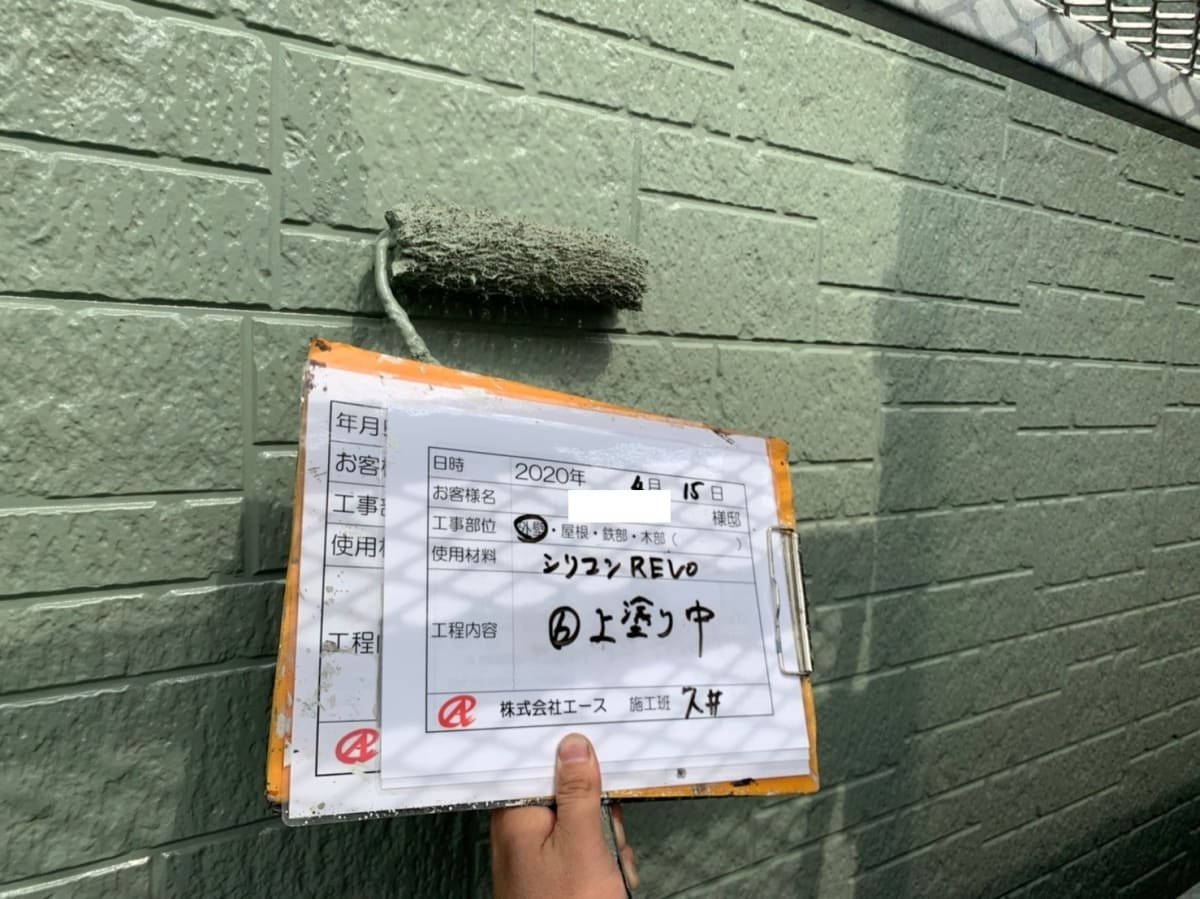 年月
お客
工事
使用
工程
日時 2020年 4月 15日
お客様名 様邸
工事部位 外壁・屋根・鉄部・木部( )
使用材料 シリコンREVO
工程内容 ⑥上塗り中
株式会社エース 施工班 久井